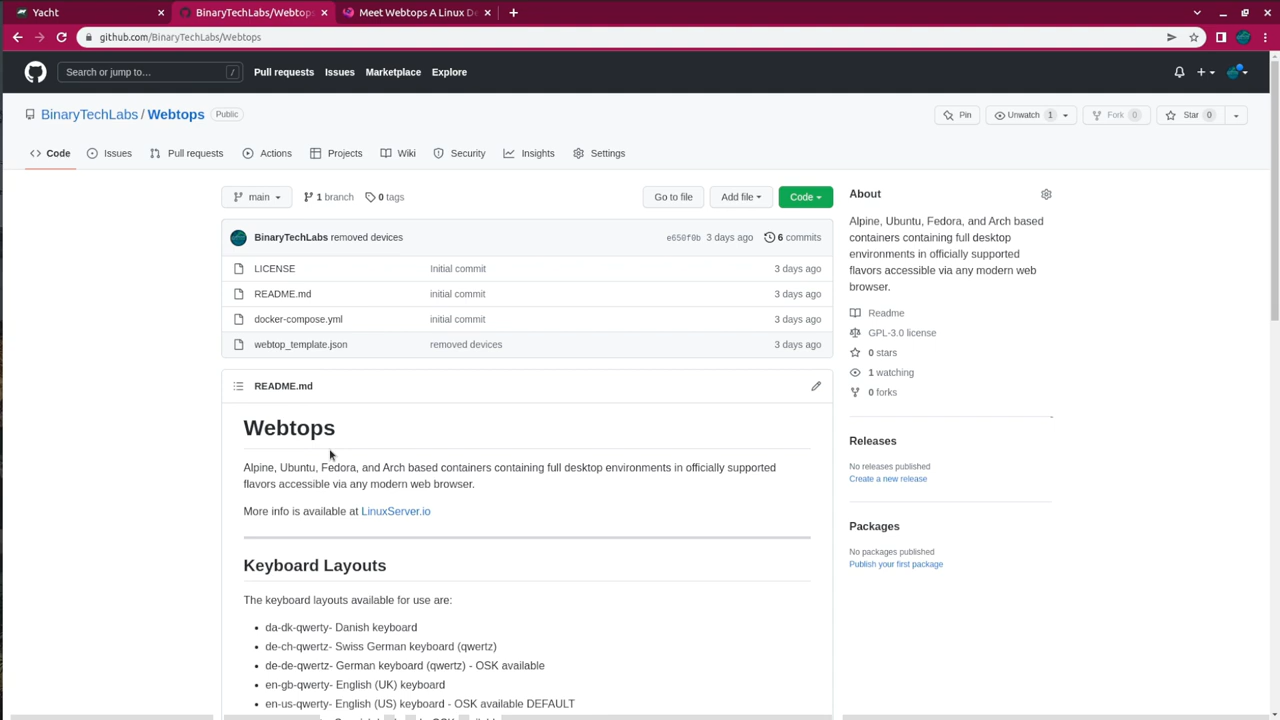 Yacht
BinaryTechLabs/Webtops
Meet Webtops A Linux De
github.com/BinaryTechLabs/Webtops
Search or jump to…
/
Pull requests
Issues
Marketplace
Explore
BinaryTechLabs / Webtops
Public
Pin
Unwatch 1
Fork 0
Star 0
Code
Issues
Pull requests
Actions
Projects
Wiki
Security
Insights
Settings
main
1 branch
0 tags
Go to file
Add file
Code
BinaryTechLabs removed devices
e650f0b 3 days ago
6 commits
LICENSE Initial commit 3 days ago
README.md initial commit 3 days ago
docker-compose.yml initial commit 3 days ago
webtop_template.json removed devices 3 days ago
README.md
Webtops
Alpine, Ubuntu, Fedora, and Arch based containers containing full desktop environments in officially supported
flavors accessible via any modern web browser.
More info is available at LinuxServer.io
Keyboard Layouts
The keyboard layouts available for use are:
• da-dk-qwerty- Danish keyboard
• de-ch-qwertz- Swiss German keyboard (qwertz)
• de-de-qwertz- German keyboard (qwertz) - OSK available
• en-gb-qwerty- English (UK) keyboard
• en-us-qwerty- English (US) keyboard - OSK available DEFAULT
About
Alpine, Ubuntu, Fedora, and Arch based
containers containing full desktop
environments in officially supported
flavors accessible via any modern web
browser.
Readme
GPL-3.0 license
0 stars
1 watching
0 forks
Releases
No releases published
Create a new release
Packages
No packages published
Publish your first package